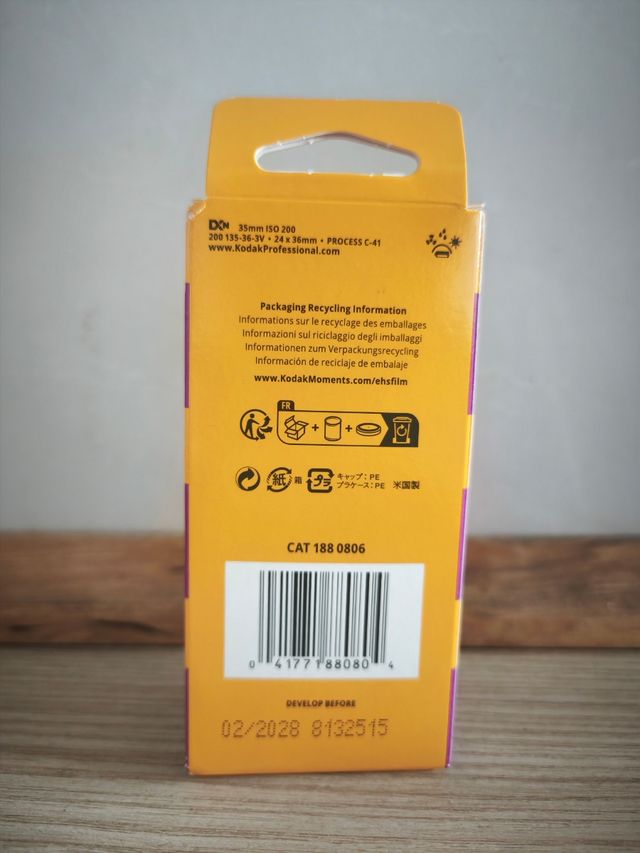 DXN 35mm ISO 200
200 135-36-3V • 24 x 36mm • PROCESS C-41
www.KodakProfessional.com
Packaging Recycling Information
Informations sur le recyclage des emballages
Informazioni sul riciclaggio degli imballaggi
Informationen zum Verpackungsrecycling
Información de reciclaje de embalaje
www.KodakMoments.com/ehsfilm
FR
+ +
紙 箱 プラ キャップ：PE
プラケース：PE 米国製
CAT 188 0806
0 41771 88080 4
DEVELOP BEFORE
02/2028 8132515